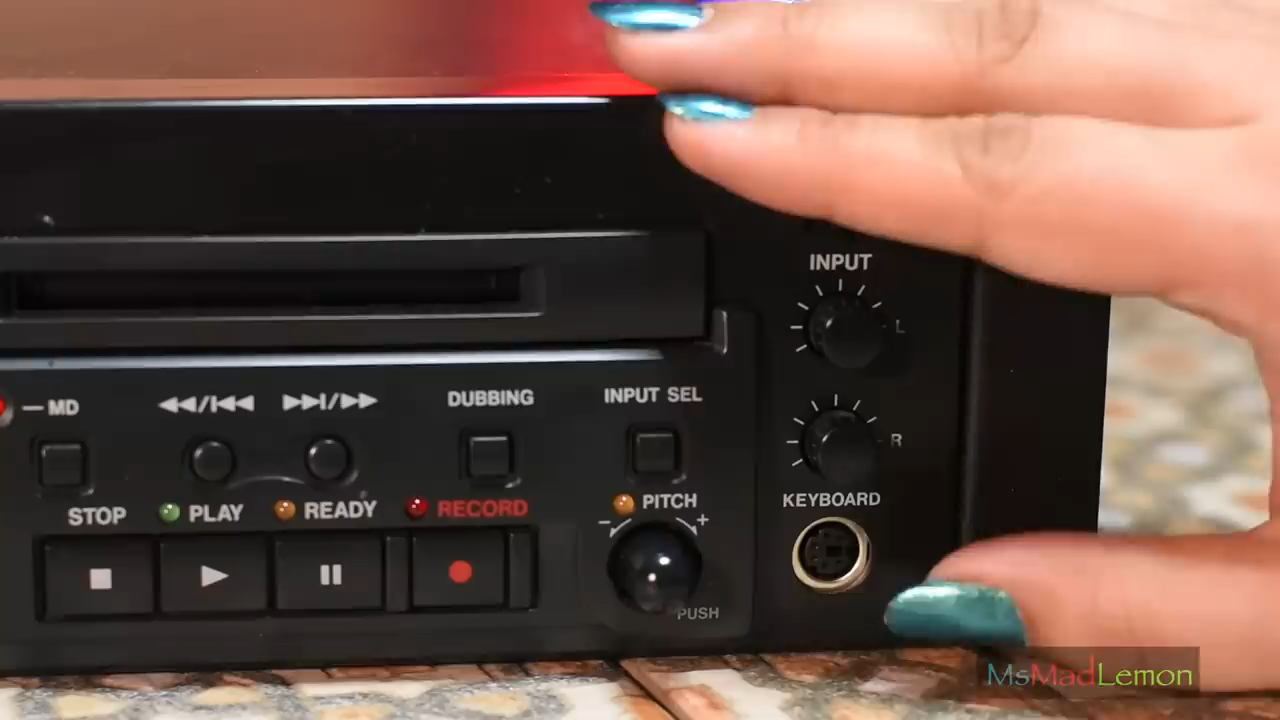 INPUT
L
— MD
◀◀/I◀◀
▶▶I/▶▶
DUBBING
INPUT SEL
R
STOP
PLAY
READY
RECORD
PITCH
− +
KEYBOARD
PUSH
MsMadLemon